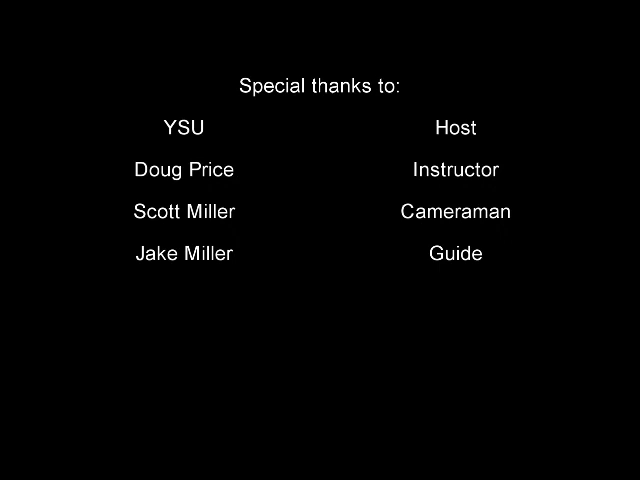 Special thanks to:
YSU Host
Doug Price Instructor
Scott Miller Cameraman
Jake Miller Guide